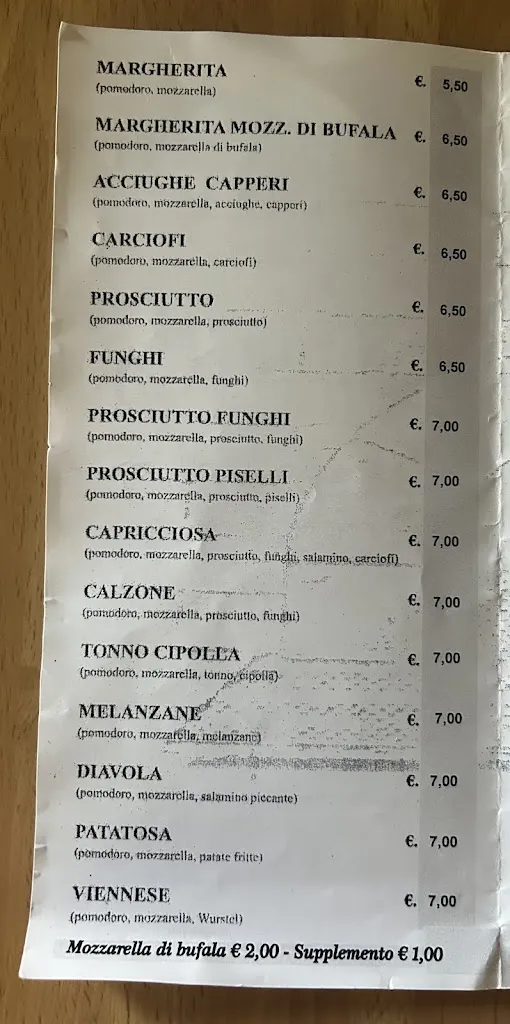 MARGHERITA €. 5,50
(pomodoro, mozzarella)
MARGHERITA MOZZ. DI BUFALA €. 6,50
(pomodoro, mozzarella di bufala)
ACCIUGHE CAPPERI €. 6,50
(pomodoro, mozzarella, acciughe, capperi)
CARCIOFI €. 6,50
(pomodoro, mozzarella, carciofi)
PROSCIUTTO €. 6,50
(pomodoro, mozzarella, prosciutto)
FUNGHI €. 6,50
(pomodoro, mozzarella, funghi)
PROSCIUTTO FUNGHI €. 7,00
(pomodoro, mozzarella, prosciutto, funghi)
PROSCIUTTO PISELLI €. 7,00
(pomodoro, mozzarella, prosciutto, piselli)
CAPRICCIOSA €. 7,00
(pomodoro, mozzarella, prosciutto, funghi, salamino, carciofi)
CALZONE €. 7,00
(pomodoro, mozzarella, prosciutto, funghi)
TONNO CIPOLLA €. 7,00
(pomodoro, mozzarella, tonno, cipolla)
MELANZANE €. 7,00
(pomodoro, mozzarella, melanzane)
DIAVOLA €. 7,00
(pomodoro, mozzarella, salamino piccante)
PATATOSA €. 7,00
(pomodoro, mozzarella, patate fritte)
VIENNESE €. 7,00
(pomodoro, mozzarella, Wurstel)
Mozzarella di bufala € 2,00 - Supplemento € 1,00